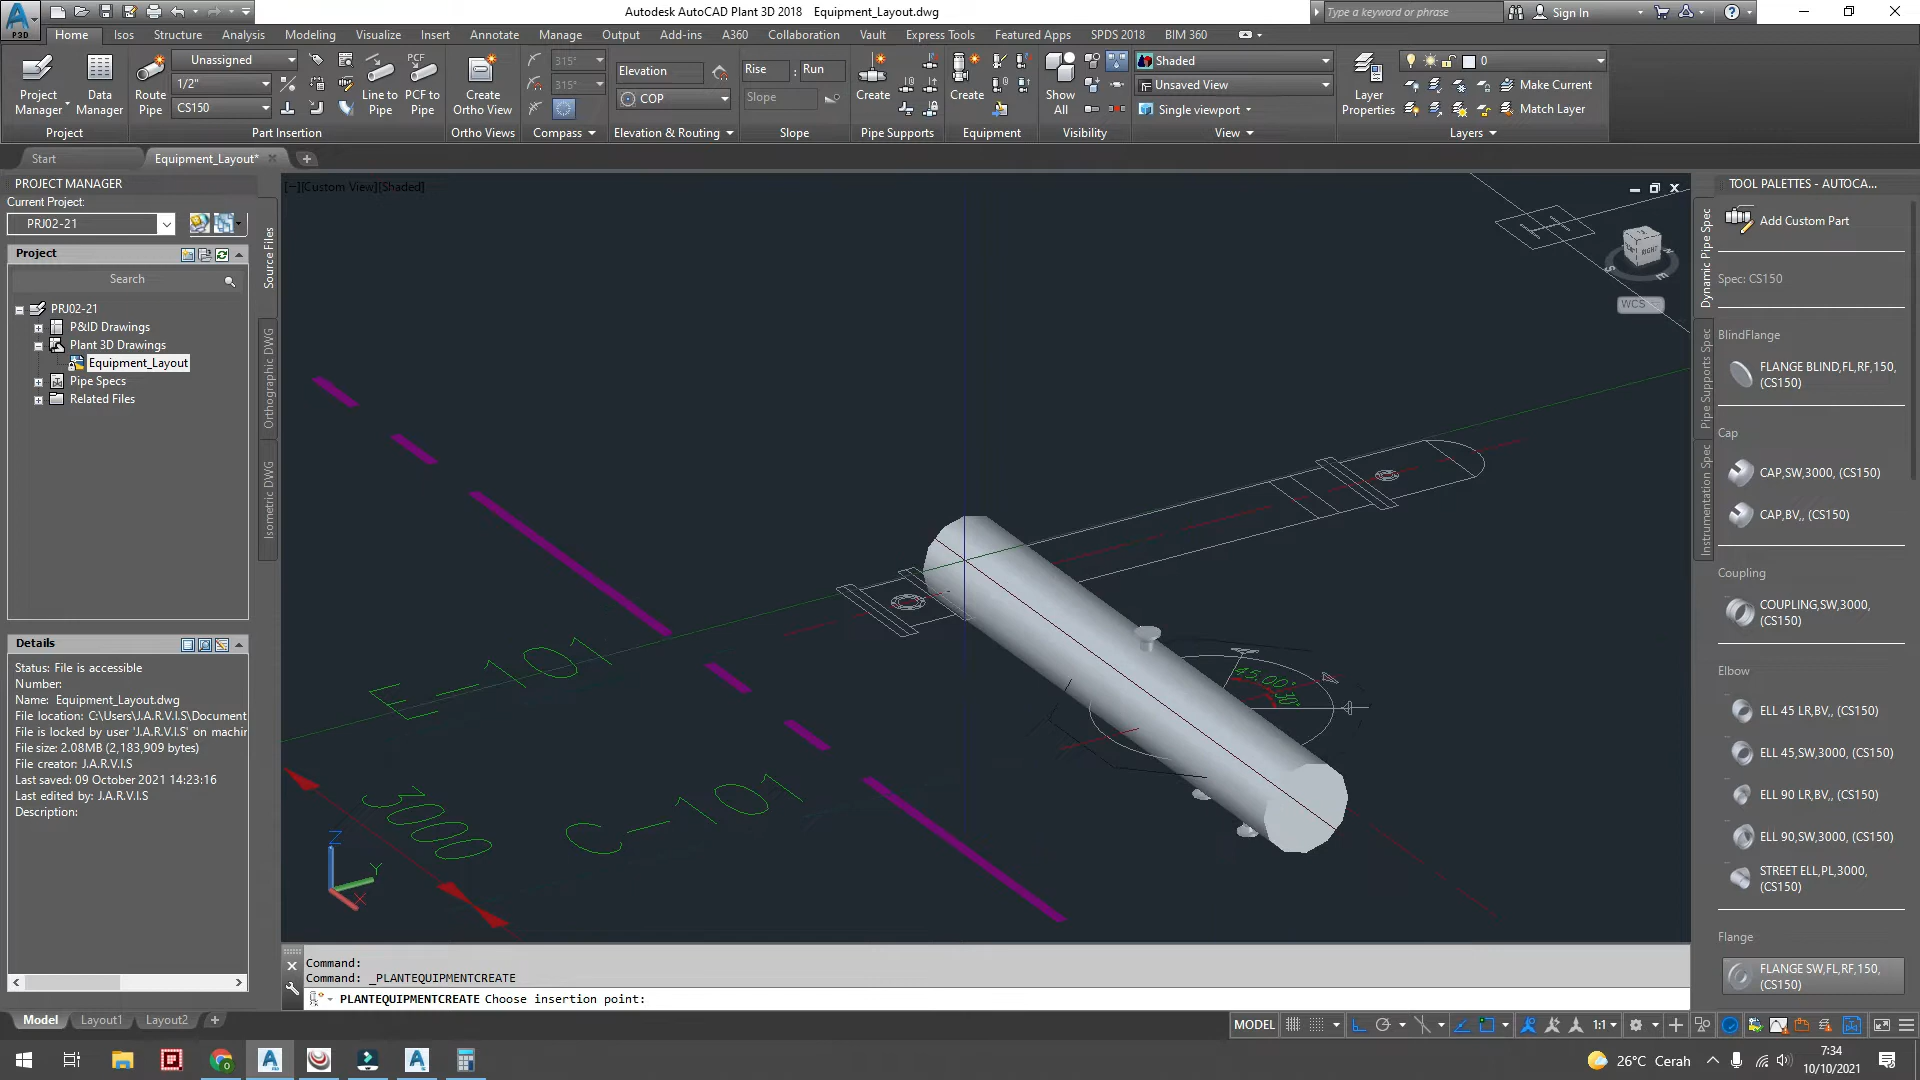 Autodesk AutoCAD Plant 3D 2018 Equipment_Layout.dwg
Type a keyword or phrase
Sign In
P3D
Home Isos Structure Analysis Modeling Visualize Insert Annotate Manage Output Add-ins A360 Collaboration Vault Express Tools Featured Apps SPDS 2018 BIM 360
Project Manager
Data Manager
Project
Route Pipe
Unassigned
1/2"
CS150
Line to Pipe
PCF
PCF to Pipe
Part Insertion
Create Ortho View
Ortho Views
315°
315°
Compass
Elevation
COP
Elevation & Routing
Rise : Run
Slope
Slope
Create
Pipe Supports
Create
Equipment
Show All
Visibility
Shaded
Unsaved View
Single viewport
View
Layer Properties
0
Make Current
Match Layer
Layers
Start
Equipment_Layout*
PROJECT MANAGER
Current Project:
PRJ02-21
Project
Search
PRJ02-21
P&ID Drawings
Plant 3D Drawings
Equipment_Layout
Pipe Specs
Related Files
Source Files
Orthographic DWG
Isometric DWG
Details
Status: File is accessible
Number:
Name: Equipment_Layout.dwg
File location: C:\Users\J.A.R.V.I.S\Document
File is locked by user 'J.A.R.V.I.S' on machin
File size: 2.08MB (2,183,909 bytes)
File creator: J.A.R.V.I.S
Last saved: 09 October 2021 14:23:16
Last edited by: J.A.R.V.I.S
Description:
[−][Custom View][Shaded]
RIGHT
S
E
WCS
E-101
C-101
3000
45.00°
30°
Z
Y
X
Command:
Command: _PLANTEQUIPMENTCREATE
PLANTEQUIPMENTCREATE Choose insertion point:
TOOL PALETTES - AUTOCA...
Dynamic Pipe Spec
Pipe Supports Spec
Instrumentation Spec
Add Custom Part
Spec: CS150
BlindFlange
FLANGE BLIND,FL,RF,150,
(CS150)
Cap
CAP,SW,3000, (CS150)
CAP,BV,, (CS150)
Coupling
COUPLING,SW,3000,
(CS150)
Elbow
ELL 45 LR,BV,, (CS150)
ELL 45,SW,3000, (CS150)
ELL 90 LR,BV,, (CS150)
ELL 90,SW,3000, (CS150)
STREET ELL,PL,3000,
(CS150)
Flange
FLANGE SW,FL,RF,150,
(CS150)
Model Layout1 Layout2
MODEL
1:1
26°C Cerah
7:34
10/10/2021